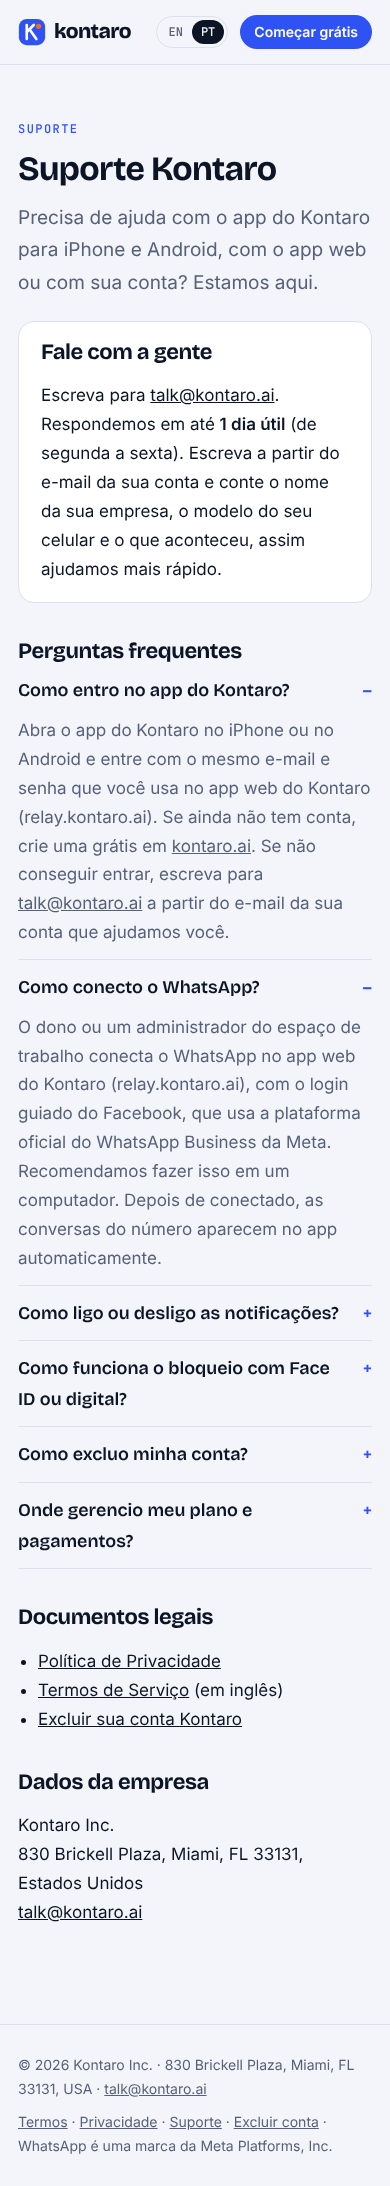 kontaro
EN PT
Começar grátis
SUPORTE
Suporte Kontaro
Precisa de ajuda com o app do Kontaro
para iPhone e Android, com o app web
ou com sua conta? Estamos aqui.
Fale com a gente
Escreva para talk@kontaro.ai.
Respondemos em até 1 dia útil (de
segunda a sexta). Escreva a partir do
e-mail da sua conta e conte o nome
da sua empresa, o modelo do seu
celular e o que aconteceu, assim
ajudamos mais rápido.
Perguntas frequentes
Como entro no app do Kontaro? –
Abra o app do Kontaro no iPhone ou no
Android e entre com o mesmo e-mail e
senha que você usa no app web do Kontaro
(relay.kontaro.ai). Se ainda não tem conta,
crie uma grátis em kontaro.ai. Se não
conseguir entrar, escreva para
talk@kontaro.ai a partir do e-mail da sua
conta que ajudamos você.
Como conecto o WhatsApp? –
O dono ou um administrador do espaço de
trabalho conecta o WhatsApp no app web
do Kontaro (relay.kontaro.ai), com o login
guiado do Facebook, que usa a plataforma
oficial do WhatsApp Business da Meta.
Recomendamos fazer isso em um
computador. Depois de conectado, as
conversas do número aparecem no app
automaticamente.
Como ligo ou desligo as notificações? +
Como funciona o bloqueio com Face +
ID ou digital?
Como excluo minha conta? +
Onde gerencio meu plano e +
pagamentos?
Documentos legais
• Política de Privacidade
• Termos de Serviço (em inglês)
• Excluir sua conta Kontaro
Dados da empresa
Kontaro Inc.
830 Brickell Plaza, Miami, FL 33131,
Estados Unidos
talk@kontaro.ai
© 2026 Kontaro Inc. · 830 Brickell Plaza, Miami, FL
33131, USA · talk@kontaro.ai
Termos · Privacidade · Suporte · Excluir conta ·
WhatsApp é uma marca da Meta Platforms, Inc.